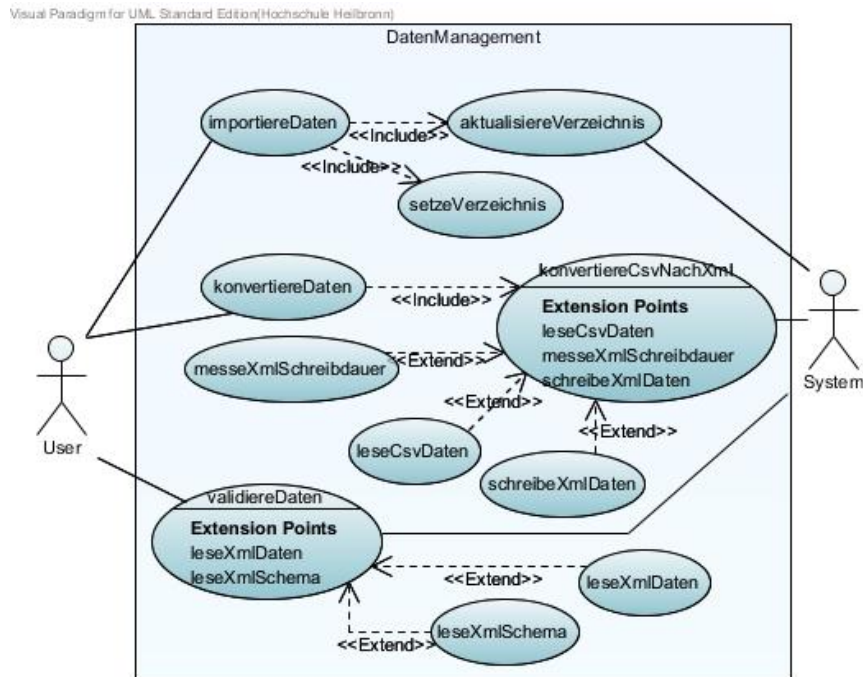 Visual Paradigm for UML Standard Edition(Hochschule Heilbronn)
DatenManagement
importiereDaten
<<Include>>
aktualisiereVerzeichnis
<<Include>>
setzeVerzeichnis
konvertiereDaten
<<Include>>
konvertiereCsvNachXml
Extension Points
leseCsvDaten
messeXmlSchreibdauer
schreibeXmlDaten
messeXmlSchreibdauer
<<Extend>>
System
<<Extend>>
<<Extend>>
User
leseCsvDaten
schreibeXmlDaten
validiereDaten
Extension Points
leseXmlDaten
leseXmlSchema
<<Extend>>
leseXmlDaten
leseXmlSchema
<<Extend>>